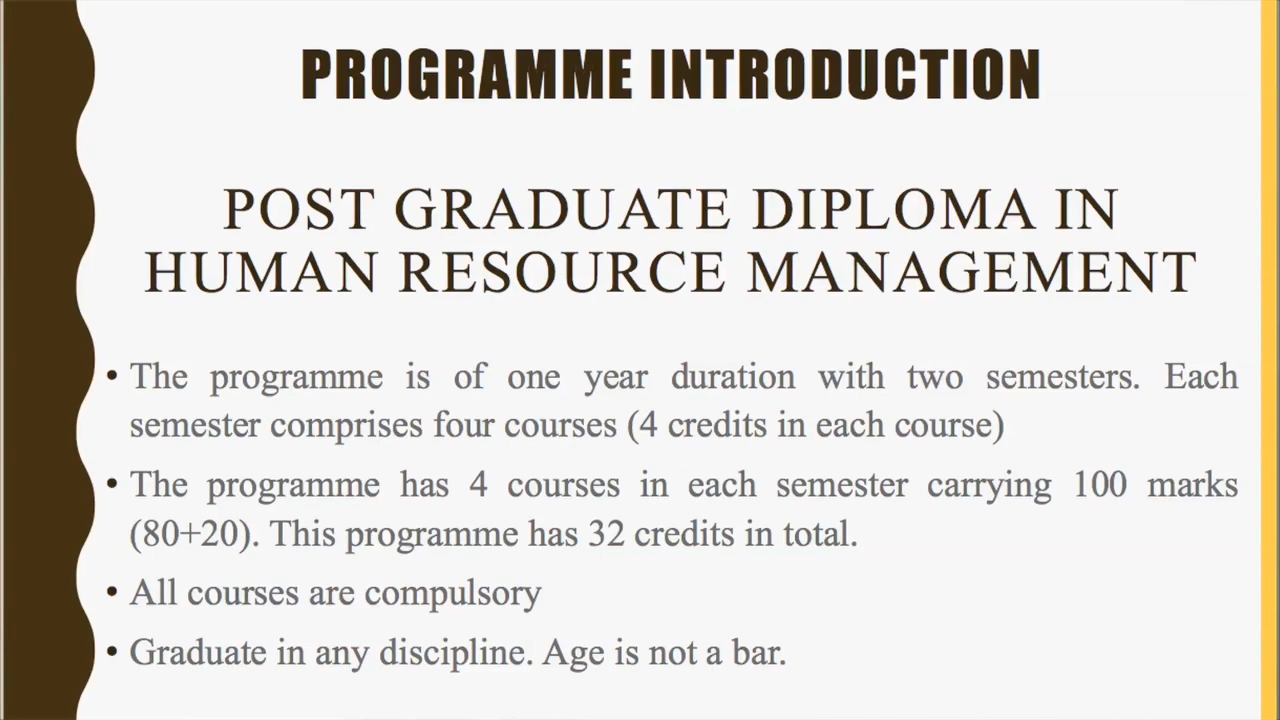 PROGRAMME INTRODUCTION
POST GRADUATE DIPLOMA IN
HUMAN RESOURCE MANAGEMENT
• The programme is of one year duration with two semesters. Each
semester comprises four courses (4 credits in each course)
• The programme has 4 courses in each semester carrying 100 marks
(80+20). This programme has 32 credits in total.
• All courses are compulsory
• Graduate in any discipline. Age is not a bar.